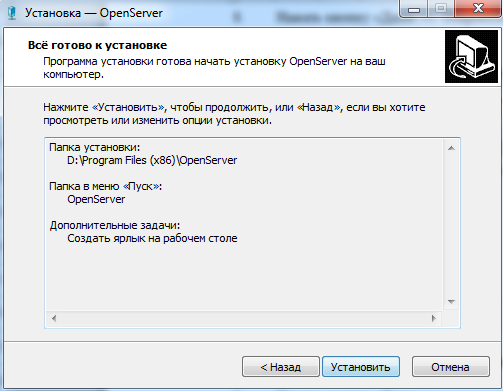 Установка — OpenServer
Всё готово к установке
Программа установки готова начать установку OpenServer на ваш
компьютер.
Нажмите «Установить», чтобы продолжить, или «Назад», если вы хотите
просмотреть или изменить опции установки.
Папка установки:
D:\Program Files (x86)\OpenServer
Папка в меню «Пуск»:
OpenServer
Дополнительные задачи:
Создать ярлык на рабочем столе
< Назад
Установить
Отмена